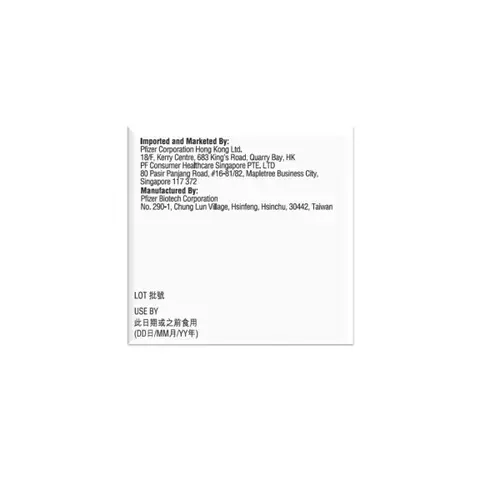 Imported and Marketed By:
Pfizer Corporation Hong Kong Ltd.
18/F, Kerry Centre, 683 King's Road, Quarry Bay, HK
PF Consumer Healthcare Singapore PTE. LTD
80 Pasir Panjang Road, #16-81/82, Mapletree Business City,
Singapore 117 372
Manufactured By:
Pfizer Biotech Corporation
No. 290-1, Chung Lun Village, Hsinfeng, Hsinchu, 30442, Taiwan
LOT 批號
USE BY
此日期或之前食用
(DD日/MM月/YY年)